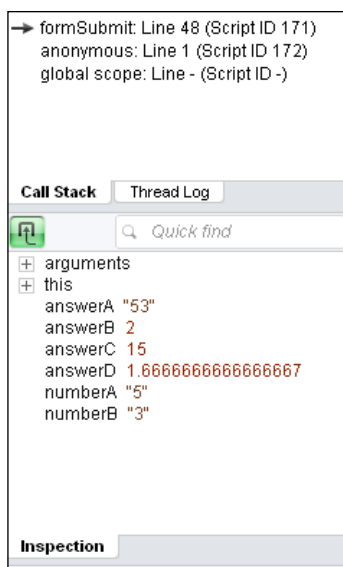 formSubmit: Line 48 (Script ID 171)
anonymous: Line 1 (Script ID 172)
global scope: Line - (Script ID -)
Call Stack Thread Log
Quick find
arguments
this
answerA "53"
answerB 2
answerC 15
answerD 1.6666666666666667
numberA "5"
numberB "3"
Inspection